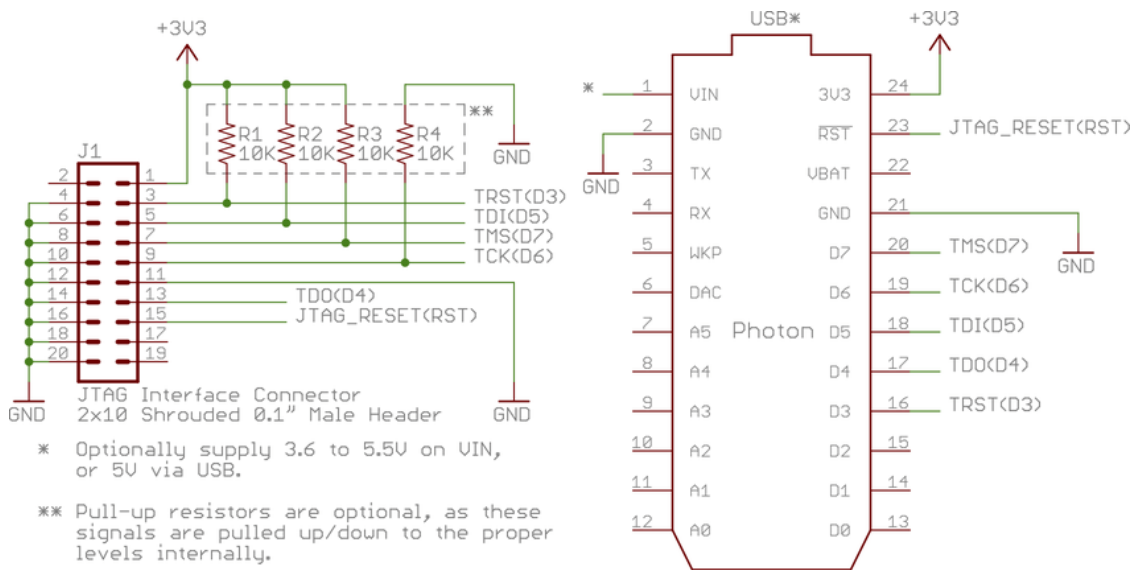 +3V3
R1
10K
R2
10K
R3
10K
R4
10K
**
GND
J1
2 1
4 3 TRST(D3)
6 5 TDI(D5)
8 7 TMS(D7)
10 9 TCK(D6)
12 11
14 13 TDO(D4)
16 15 JTAG_RESET(RST)
18 17
20 19
GND
JTAG Interface Connector
2x10 Shrouded 0.1" Male Header
GND
* Optionally supply 3.6 to 5.5V on VIN,
or 5V via USB.
** Pull-up resistors are optional, as these
signals are pulled up/down to the proper
levels internally.
USB*
+3V3
* 1 VIN 3V3 24
2 GND RST 23 JTAG_RESET(RST)
GND
3 TX VBAT 22
4 RX GND 21
GND
5 WKP D7 20 TMS(D7)
6 DAC D6 19 TCK(D6)
7 A5 Photon D5 18 TDI(D5)
8 A4 D4 17 TDO(D4)
9 A3 D3 16 TRST(D3)
10 A2 D2 15
11 A1 D1 14
12 A0 D0 13